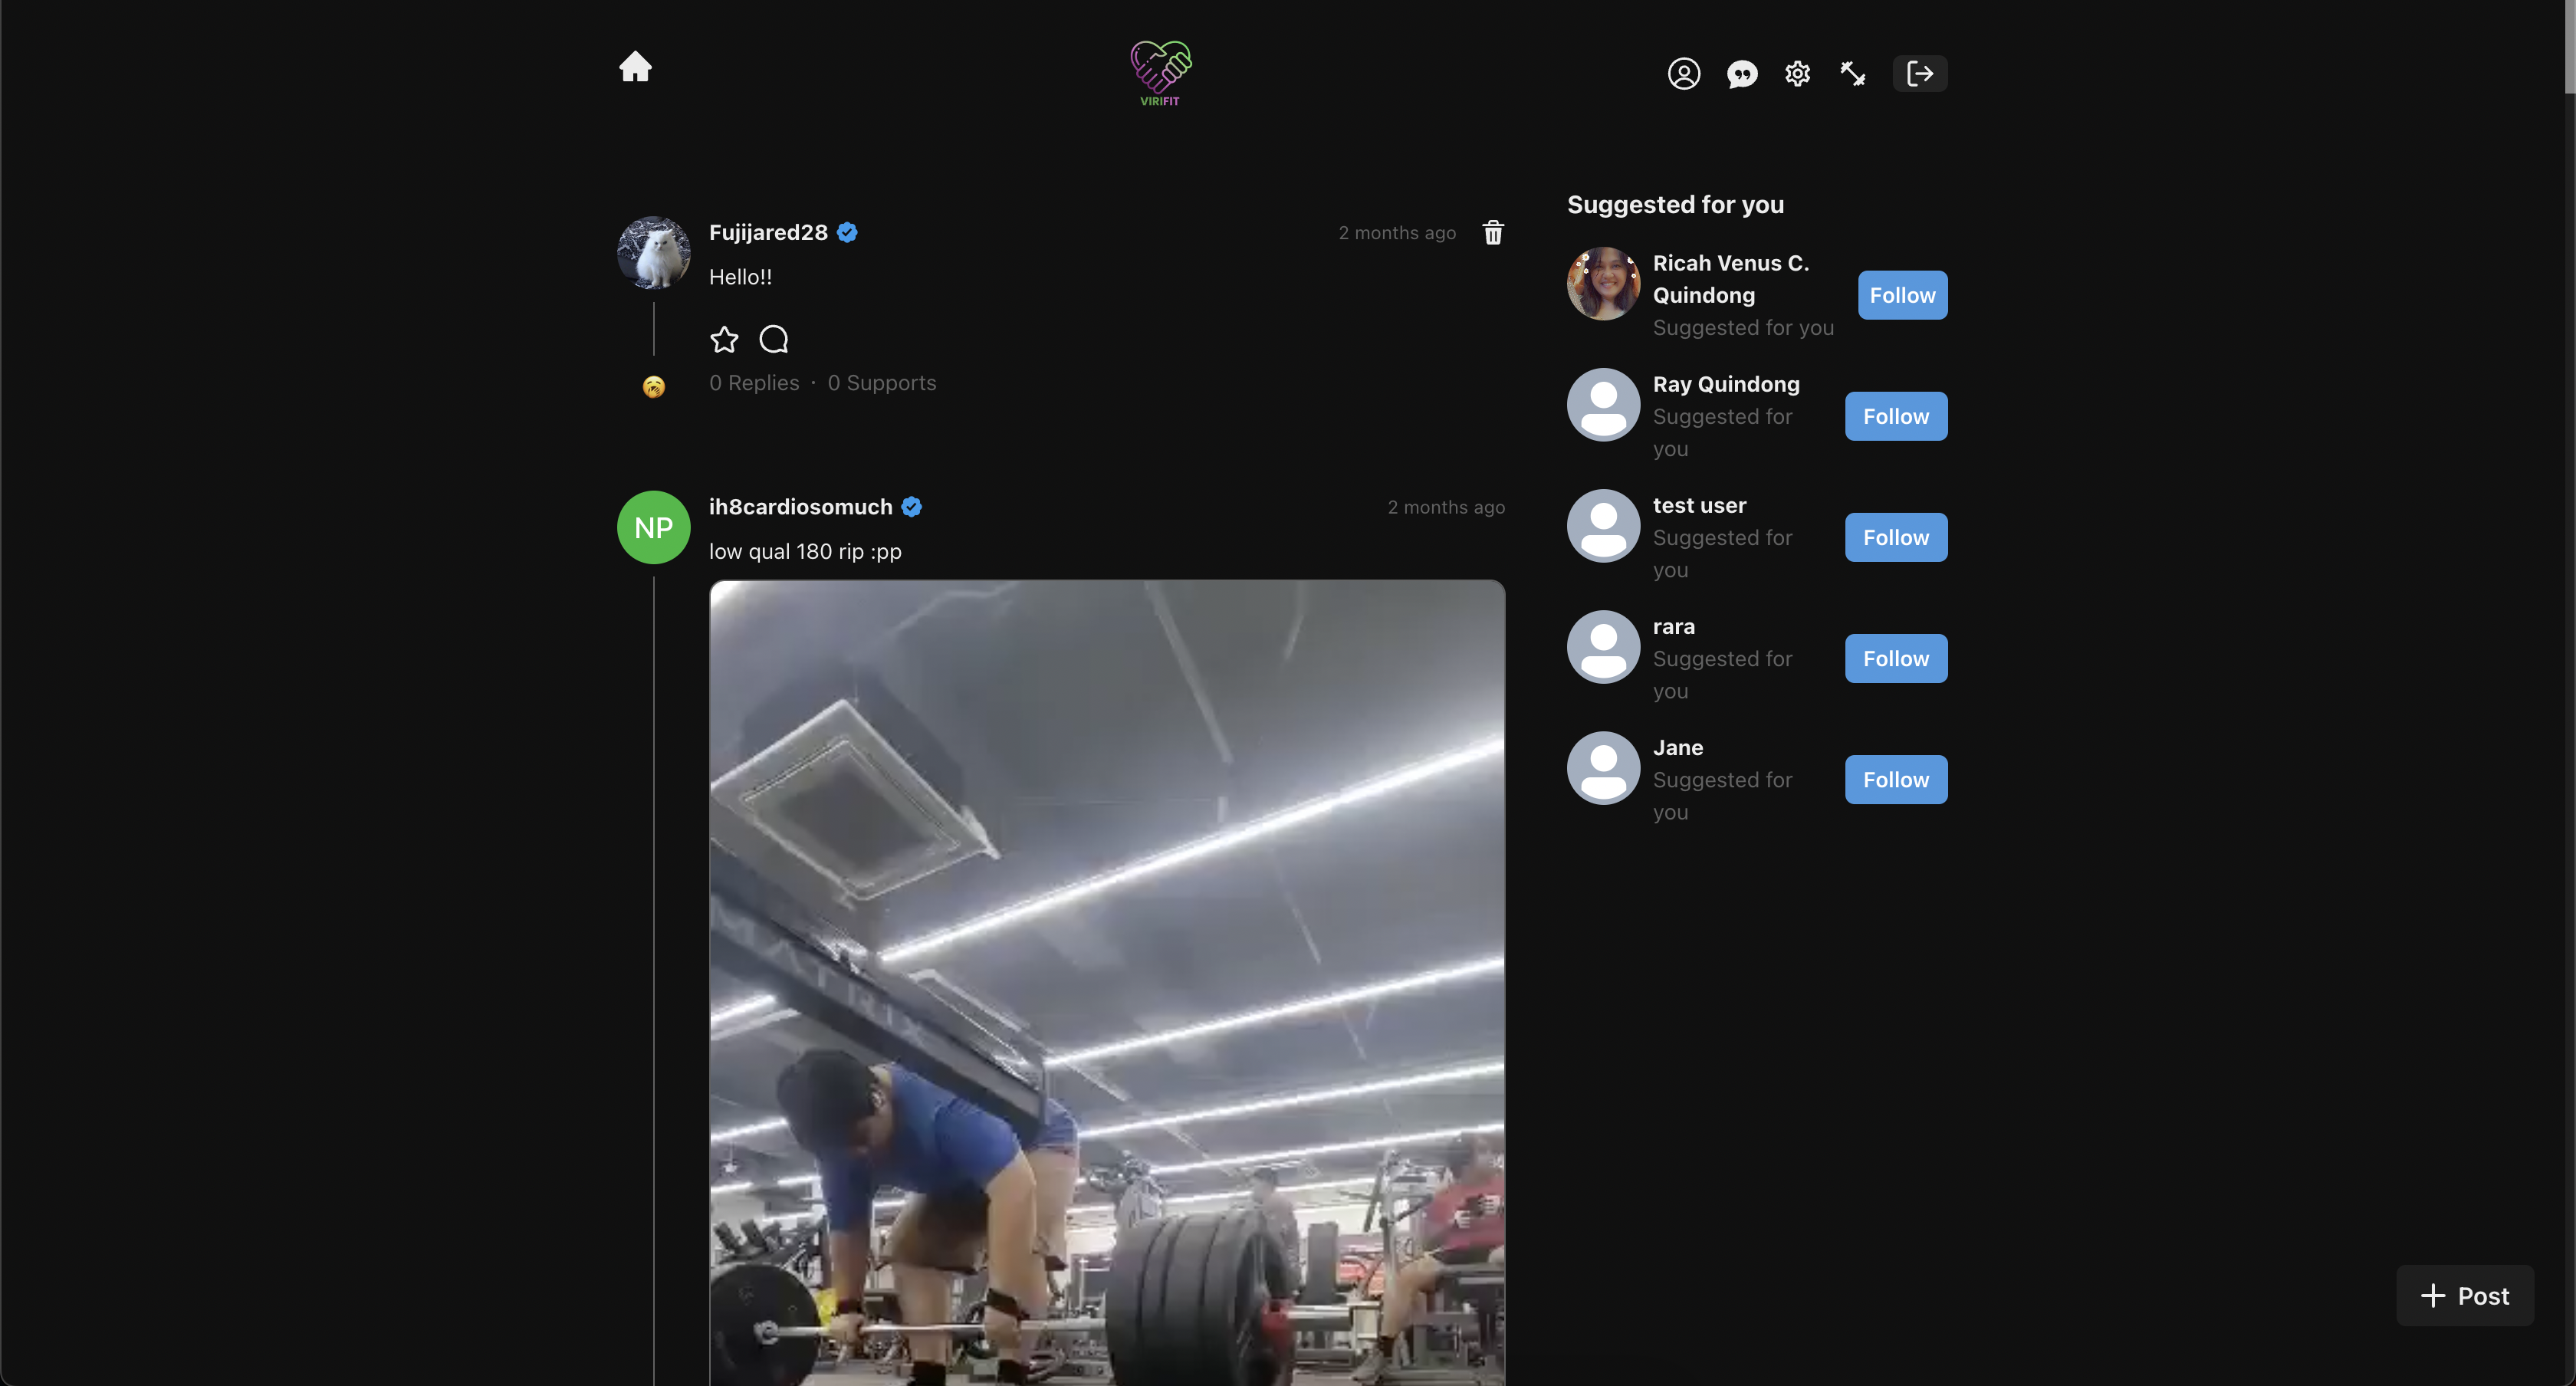 VIRIFIT
Fujijared28
2 months ago
Hello!!
0 Replies · 0 Supports
NP
ih8cardiosomuch
2 months ago
low qual 180 rip :pp
MATRIX
Suggested for you
Ricah Venus C.
Quindong
Suggested for you
Follow
Ray Quindong
Suggested for
you
Follow
test user
Suggested for
you
Follow
rara
Suggested for
you
Follow
Jane
Suggested for
you
Follow
Post